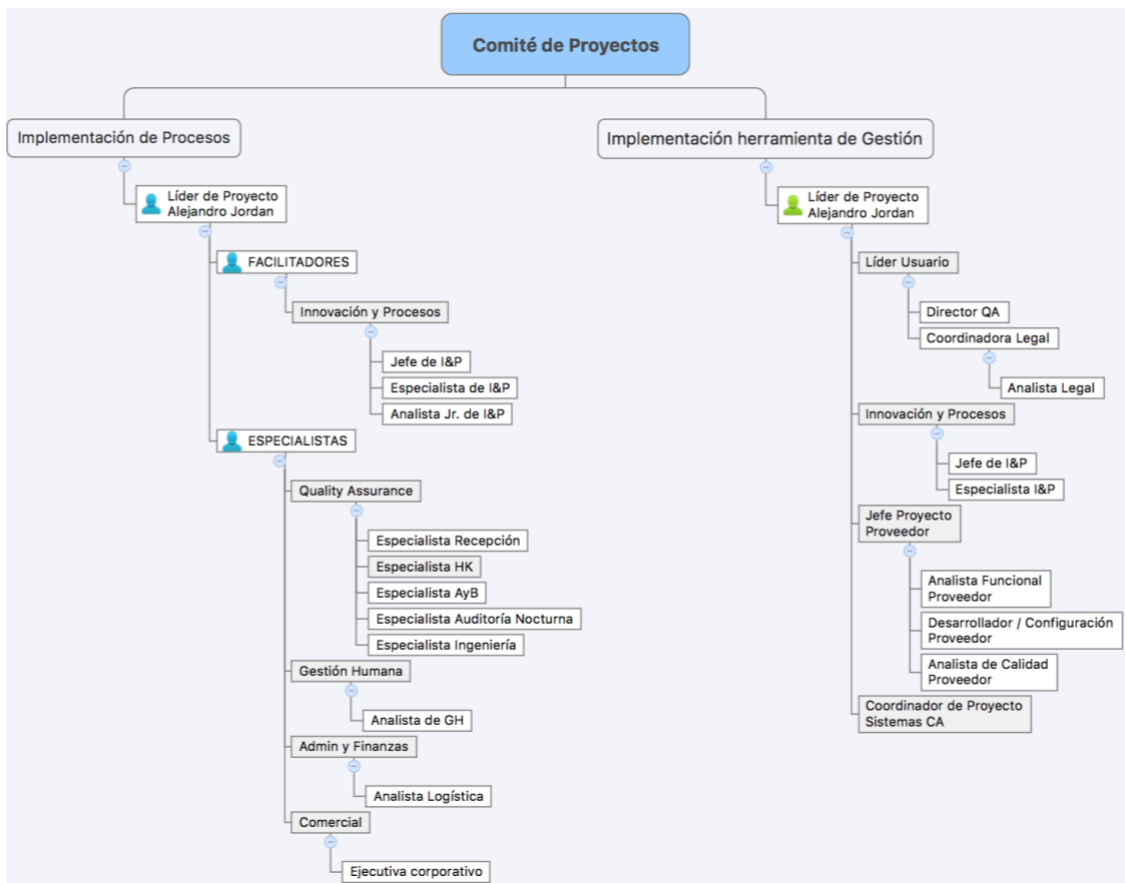 Comité de Proyectos
Implementación de Procesos
Líder de Proyecto
Alejandro Jordan
FACILITADORES
Innovación y Procesos
Jefe de I&P
Especialista de I&P
Analista Jr. de I&P
ESPECIALISTAS
Quality Assurance
Especialista Recepción
Especialista HK
Especialista AyB
Especialista Auditoría Nocturna
Especialista Ingeniería
Gestión Humana
Analista de GH
Admin y Finanzas
Analista Logística
Comercial
Ejecutiva corporativo
Implementación herramienta de Gestión
Líder de Proyecto
Alejandro Jordan
Líder Usuario
Director QA
Coordinadora Legal
Analista Legal
Innovación y Procesos
Jefe de I&P
Especialista I&P
Jefe Proyecto
Proveedor
Analista Funcional
Proveedor
Desarrollador / Configuración
Proveedor
Analista de Calidad
Proveedor
Coordinador de Proyecto
Sistemas CA